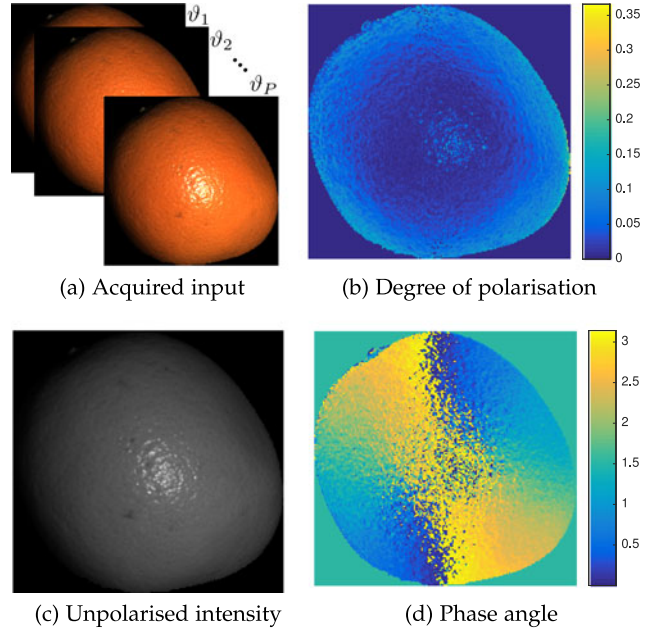 ϑ1
ϑ2
ϑP
0.35
0.3
0.25
0.2
0.15
0.1
0.05
0
(a) Acquired input
(b) Degree of polarisation
3
2.5
2
1.5
1
0.5
(c) Unpolarised intensity
(d) Phase angle